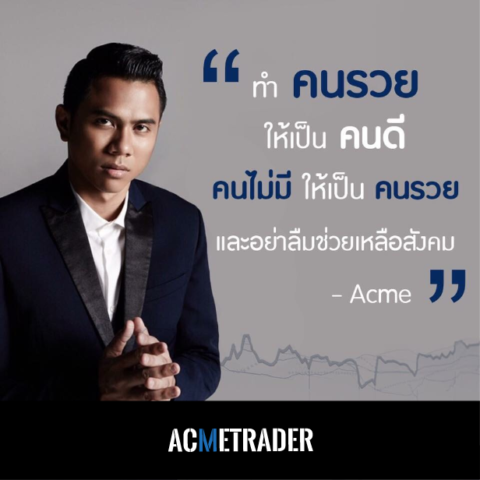 “ ทำ คนรวย
ให้เป็น คนดี
คนไม่มี ให้เป็น คนรวย
และอย่าลืมช่วยเหลือสังคม
– Acme ”
ACMETRADER